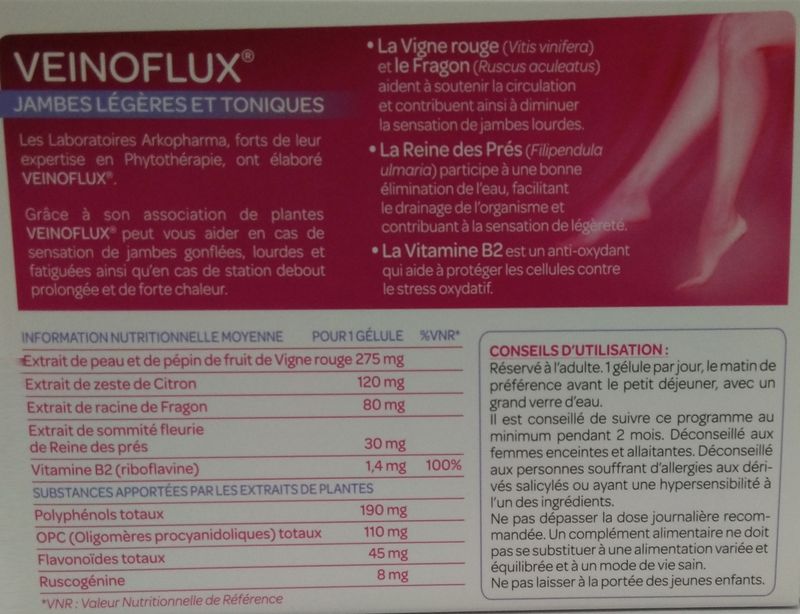 VEINOFLUX®
JAMBES LÉGÈRES ET TONIQUES
Les Laboratoires Arkopharma, forts de leur
expertise en Phytothérapie, ont élaboré
VEINOFLUX®.
Grâce à son association de plantes
VEINOFLUX® peut vous aider en cas de
sensation de jambes gonflées, lourdes et
fatiguées ainsi qu'en cas de station debout
prolongée et de forte chaleur.
• La Vigne rouge (Vitis vinifera)
et le Fragon (Ruscus aculeatus)
aident à soutenir la circulation
et contribuent ainsi à diminuer
la sensation de jambes lourdes.
• La Reine des Prés (Filipendula
ulmaria) participe à une bonne
élimination de l'eau, facilitant
le drainage de l'organisme et
contribuant à la sensation de légèreté.
• La Vitamine B2 est un anti-oxydant
qui aide à protéger les cellules contre
le stress oxydatif.
INFORMATION NUTRITIONNELLE MOYENNE POUR 1 GÉLULE %VNR*
Extrait de peau et de pépin de fruit de Vigne rouge 275 mg
Extrait de zeste de Citron 120 mg
Extrait de racine de Fragon 80 mg
Extrait de sommité fleurie
de Reine des prés 30 mg
Vitamine B2 (riboflavine) 1,4 mg 100%
SUBSTANCES APPORTÉES PAR LES EXTRAITS DE PLANTES
Polyphénols totaux 190 mg
OPC (Oligomères procyanidoliques) totaux 110 mg
Flavonoïdes totaux 45 mg
Ruscogénine 8 mg
*VNR : Valeur Nutritionnelle de Référence
CONSEILS D'UTILISATION :
Réservé à l'adulte. 1 gélule par jour, le matin de
préférence avant le petit déjeuner, avec un
grand verre d'eau.
Il est conseillé de suivre ce programme au
minimum pendant 2 mois. Déconseillé aux
femmes enceintes et allaitantes. Déconseillé
aux personnes souffrant d'allergies aux déri-
vés salicylés ou ayant une hypersensibilité à
l'un des ingrédients.
Ne pas dépasser la dose journalière recom-
mandée. Un complément alimentaire ne doit
pas se substituer à une alimentation variée et
équilibrée et à un mode de vie sain.
Ne pas laisser à la portée des jeunes enfants.